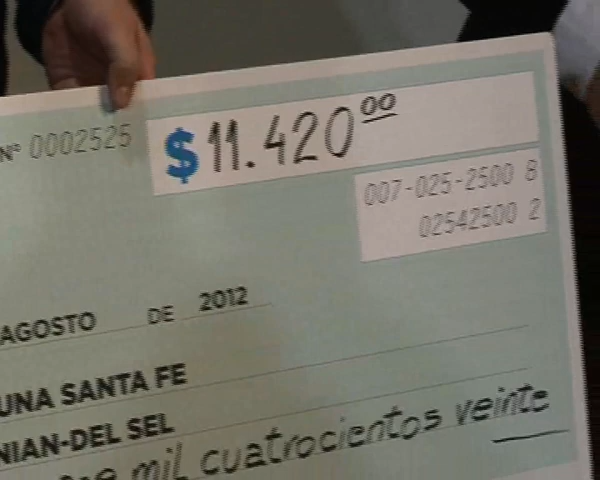 Nº 0002525
$11.420⁰⁰
007-025-2500 8
02542500 2
AGOSTO DE 2012
UNA SANTA FE
NIAN-DEL SEL
mil cuatrocientos veinte